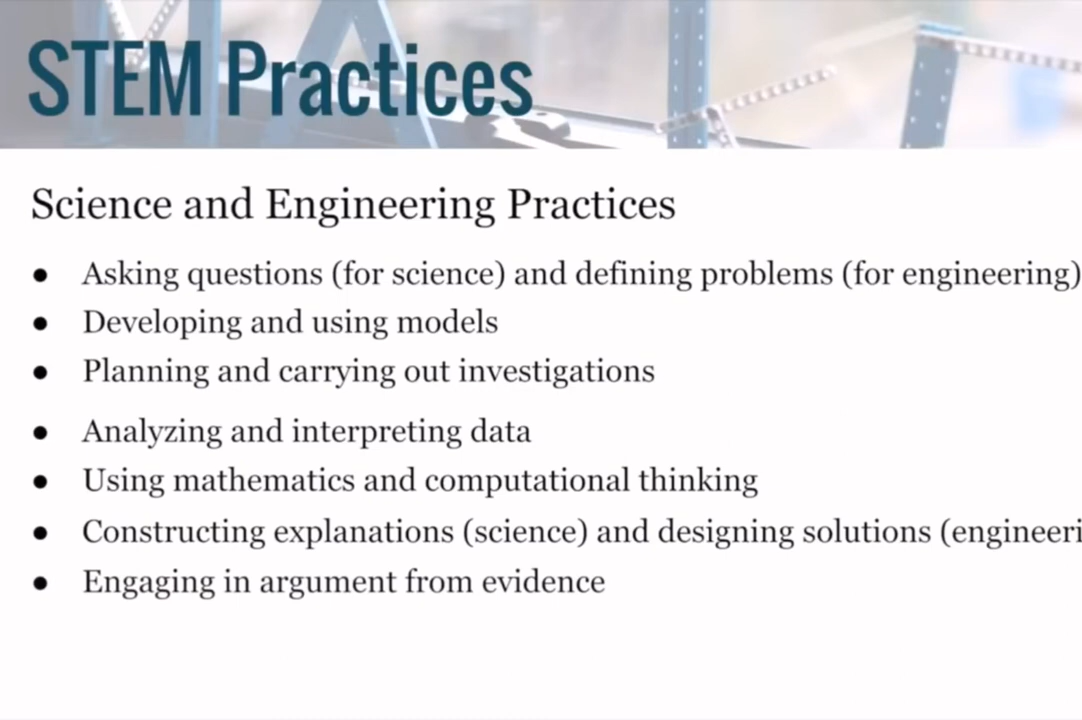 STEM Practices
Science and Engineering Practices
● Asking questions (for science) and defining problems (for engineering)
● Developing and using models
● Planning and carrying out investigations
● Analyzing and interpreting data
● Using mathematics and computational thinking
● Constructing explanations (science) and designing solutions (engineeri
● Engaging in argument from evidence